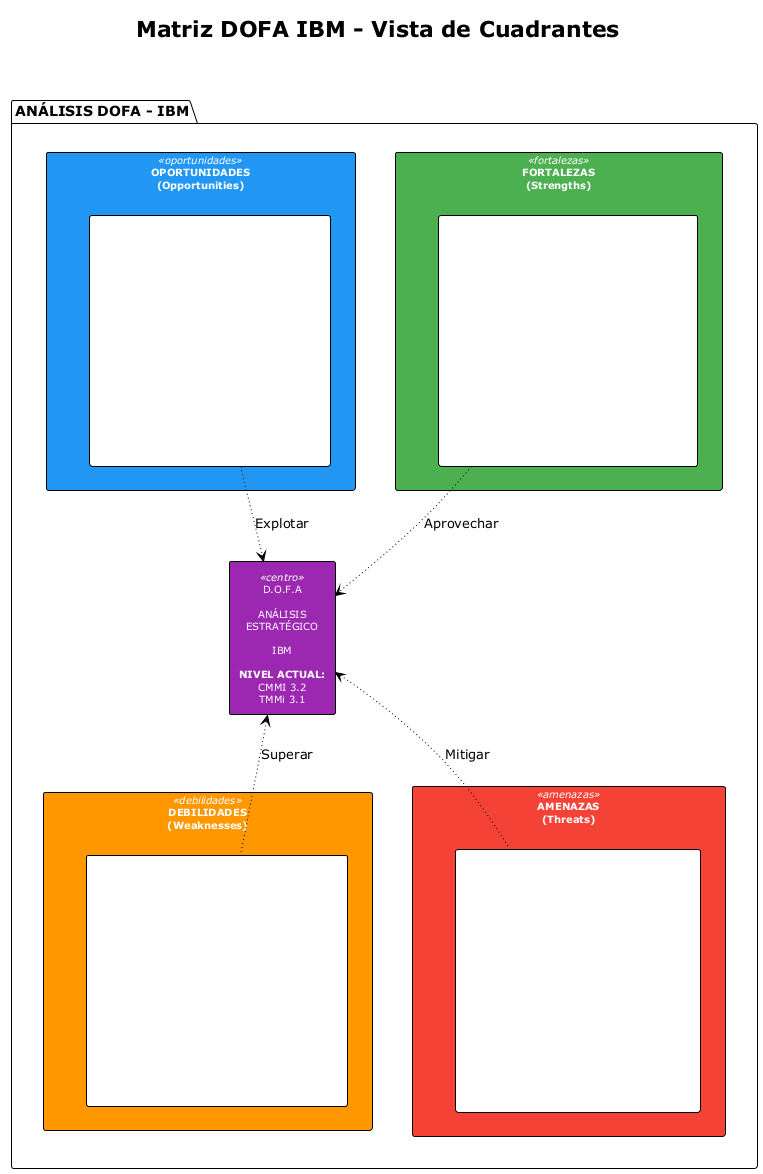 Matriz DOFA IBM - Vista de Cuadrantes
ANÁLISIS DOFA - IBM
«oportunidades»
OPORTUNIDADES
(Opportunities)
«fortalezas»
FORTALEZAS
(Strengths)
Explotar
Aprovechar
«centro»
D.O.F.A
ANÁLISIS
ESTRATÉGICO
IBM
NIVEL ACTUAL:
CMMI 3.2
TMMi 3.1
Superar
Mitigar
«debilidades»
DEBILIDADES
(Weaknesses)
«amenazas»
AMENAZAS
(Threats)